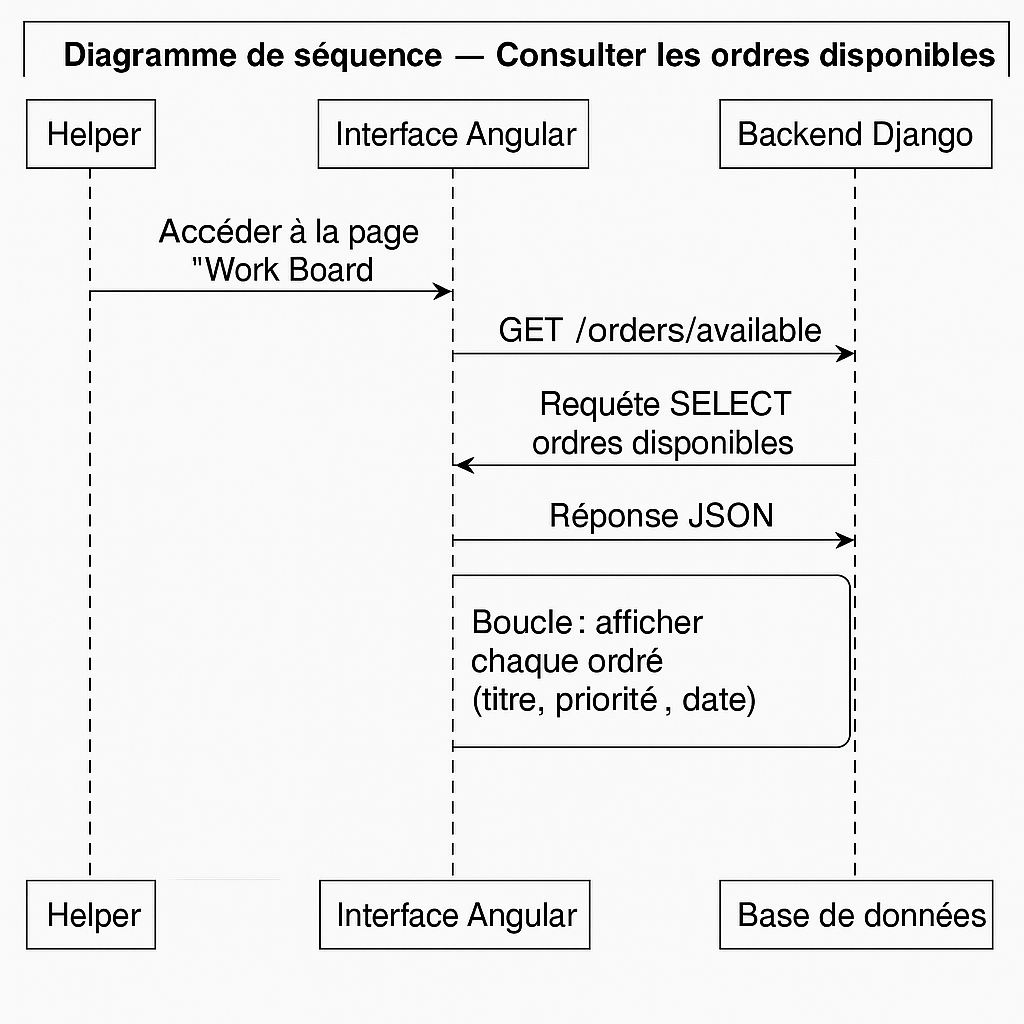 Diagramme de séquence — Consulter les ordres disponibles
Helper
Interface Angular
Backend Django
Accéder à la page
"Work Board
GET /orders/available
Requéte SELECT
ordres disponibles
Réponse JSON
Boucle : afficher
chaque ordré
(titre, priorité , date)
Helper
Interface Angular
Base de données